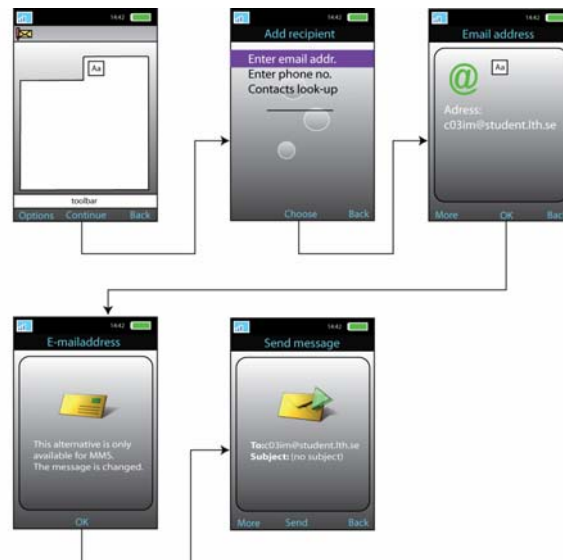 14:42
Aa
toolbar
Options Continue Back
14:42
Add recipient
Enter email addr.
Enter phone no.
Contacts look-up
Choose Back
14:42
Email address
@
Aa
Adress:
c03im@student.lth.se
More OK Back
14:42
E-mailaddress
This alternative is only
available for MMS.
The message is changed.
OK
14:42
Send message
To:c03im@student.lth.se
Subject: (no subject)
More Send Back